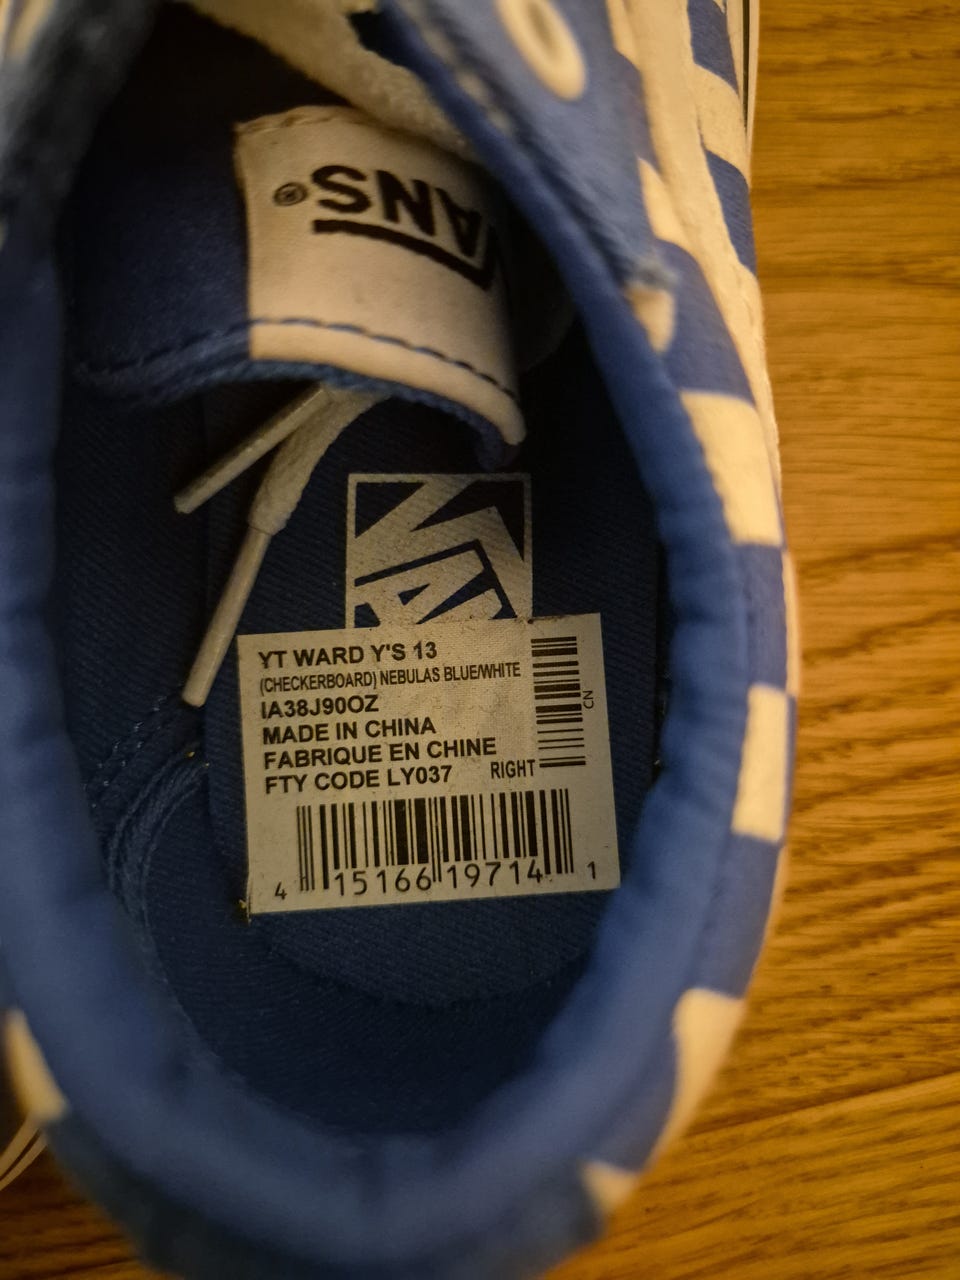 VANS®
VANS
YT WARD Y'S 13
(CHECKERBOARD) NEBULAS BLUE/WHITE
IA38J90OZ
MADE IN CHINA
FABRIQUE EN CHINE
FTY CODE LY037 RIGHT
CN
4 15166 19714 1